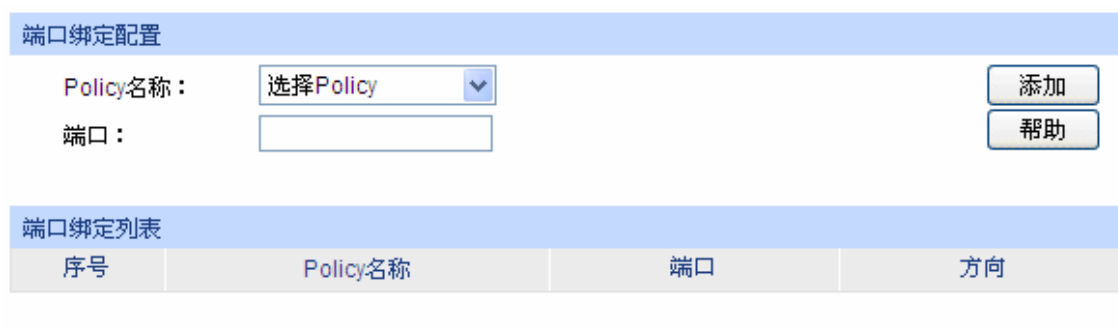 端口绑定配置
Policy名称：
选择Policy
添加
端口：
帮助
端口绑定列表
序号 Policy名称 端口 方向